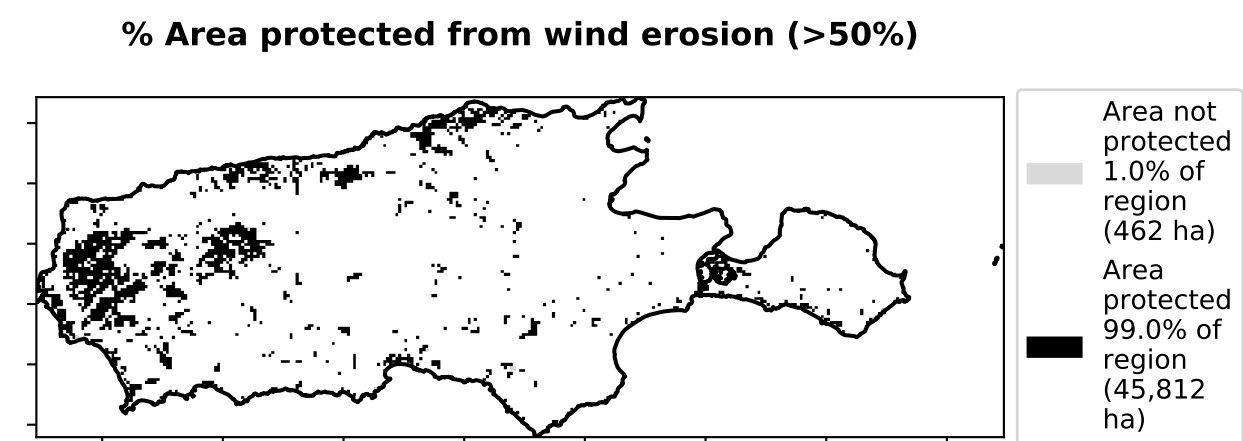 % Area protected from wind erosion (>50%)
Area not
protected
1.0% of
region
(462 ha)
Area
protected
99.0% of
region
(45,812
ha)